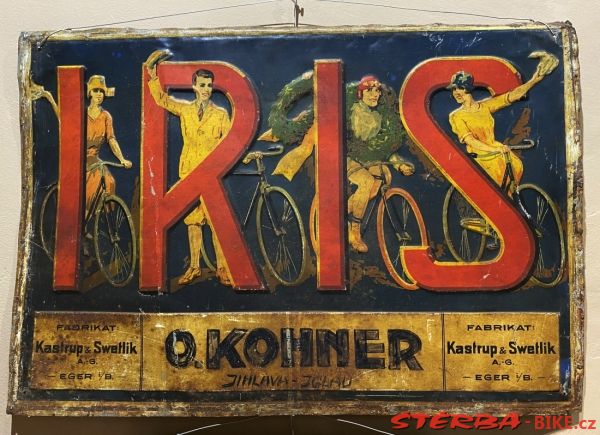 IRIS
FABRIKAT:
Kastrup & Swetlik
A.-G.
— EGER i/B. —
O. KOHNER
JIHLAVA - IGLAU
FABRIKAT:
Kastrup & Swetlik
A.-G.
— EGER i/B. —
STERBA-BIKE.cz